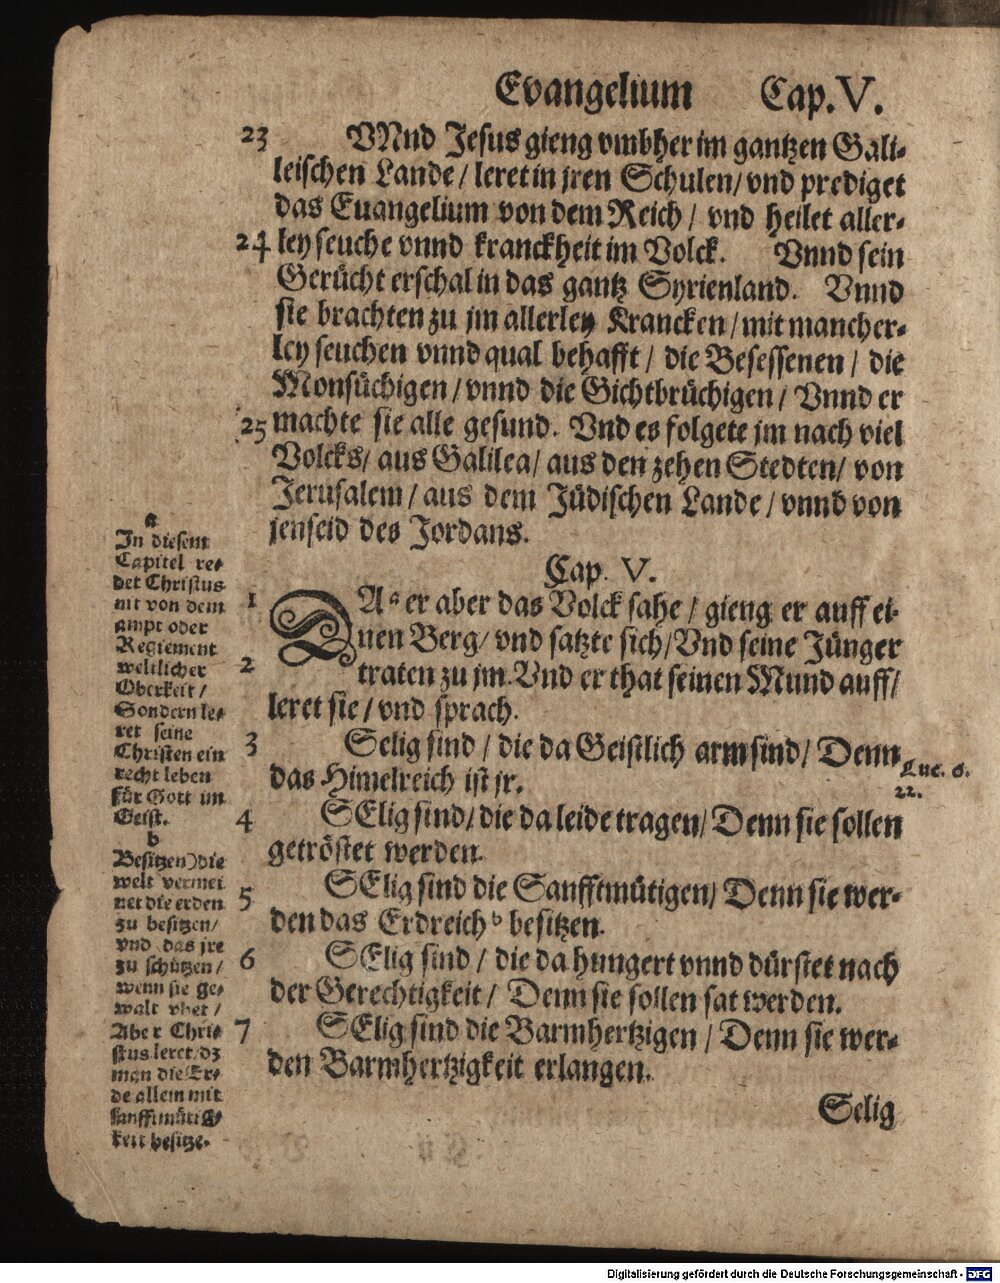 Evangelium Cap. V.
23 VNnd Jesus gieng vmbher im gantzen Gali-
leischen Lande/ leret in jren Schulen/ vnd prediget
das Euangelium von dem Reich/ vnd heilet aller-
24 ley seuche vnnd kranckheit im Volck. Vnnd sein
Gerücht erschal in das gantz Syrienland. Vnnd
sie brachten zu jm allerley Krancken/ mit mancher-
ley seuchen vnnd qual behafft/ die Besessenen/ die
Monsüchigen/ vnnd die Gichtbrüchigen/ Vnnd er
25 machte sie alle gesund. Vnd es folgete jm nach viel
Volcks/ aus Galilea/ aus den zehen Stedten/ von
Jerusalem/ aus dem Jüdischen Lande/ vnnd von
jenseid des Jordans.
Cap. V.
1 DA a er aber das Volck sahe/ gieng er auff ei-
nen Berg/ vnd satzte sich/ Vnd seine Jünger
2 traten zu jm. Vnd er that seinen Mund auff/
leret sie/ vnd sprach.
3 Selig sind/ die da Geistlich arm sind/ Denn
das Himelreich ist jr.
4 SElig sind/ die da leide tragen/ Denn sie sollen
getröstet werden.
5 SElig sind die Sanfftmütigen/ Denn sie wer-
den das Erdreich b besitzen.
6 SElig sind/ die da hungert vnnd dürstet nach
der Gerechtigkeit/ Denn sie sollen sat werden.
7 SElig sind die Barmhertzigen/ Denn sie wer-
den Barmhertzigkeit erlangen.
Selig
a
In diesem
Capitel re-
det Christus
nit von dem
ampt oder
Regiement
weltlicher
Oberkeit/
Sondern le-
ret seine
Christen ein
recht leben
für Gott im
Geist.
b
Besitzen) die
welt vermei
net die erden
zu besitzen/
vnd das jre
zu schützen/
wenn sie ge-
walt vbet/
Aber Chri-
stus leret/ dz
man die Er-
de allein mit
sanfftmütig-
keit besitze.
Luc. 6.
22.
Digitalisierung gefördert durch die Deutsche Forschungsgemeinschaft - DFG